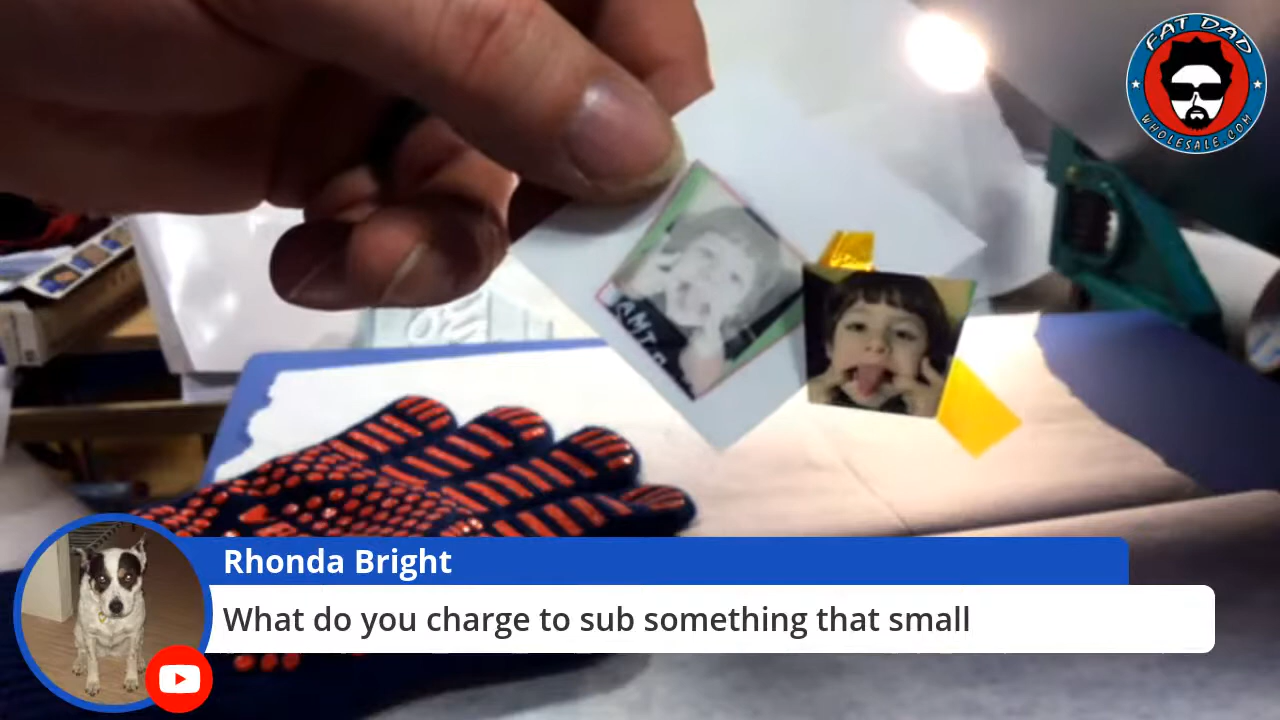 FAT DAD
WHOLESALE.COM
Rhonda Bright
What do you charge to sub something that small